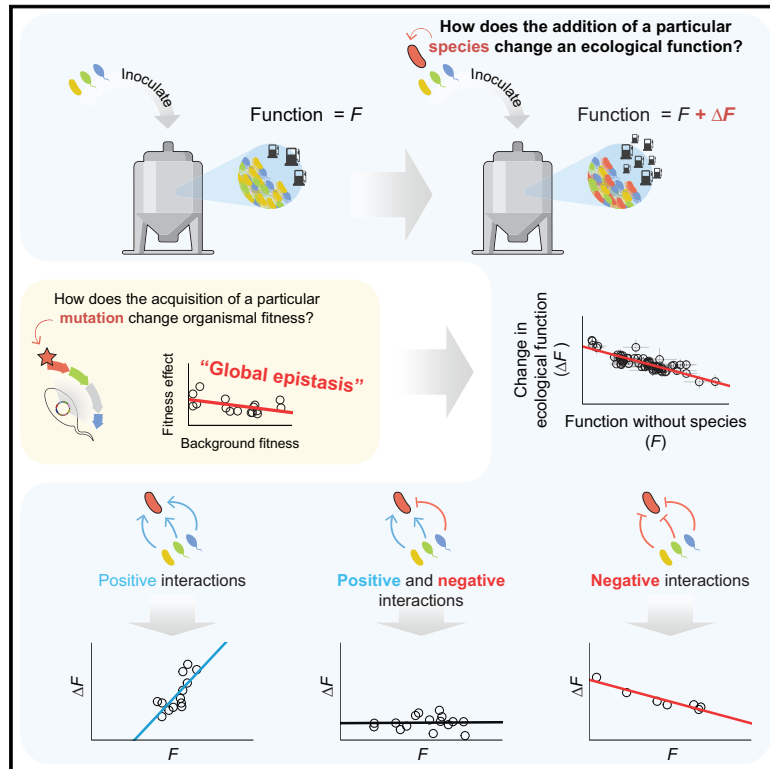 How does the addition of a particular
species change an ecological function?
Inoculate
Function = F
Inoculate
Function = F + ΔF
How does the acquisition of a particular
mutation change organismal fitness?
“Global epistasis”
Fitness effect
Background fitness
Change in
ecological function
(ΔF)
Function without species
(F)
Positive interactions
Positive and negative
interactions
Negative interactions
ΔF
F
ΔF
F
ΔF
F